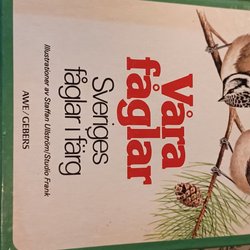 Våra
fåglar
Sveriges
fåglar i färg
Illustrationer av Staffan Ullström/Studio Frank
AWE/GEBERS